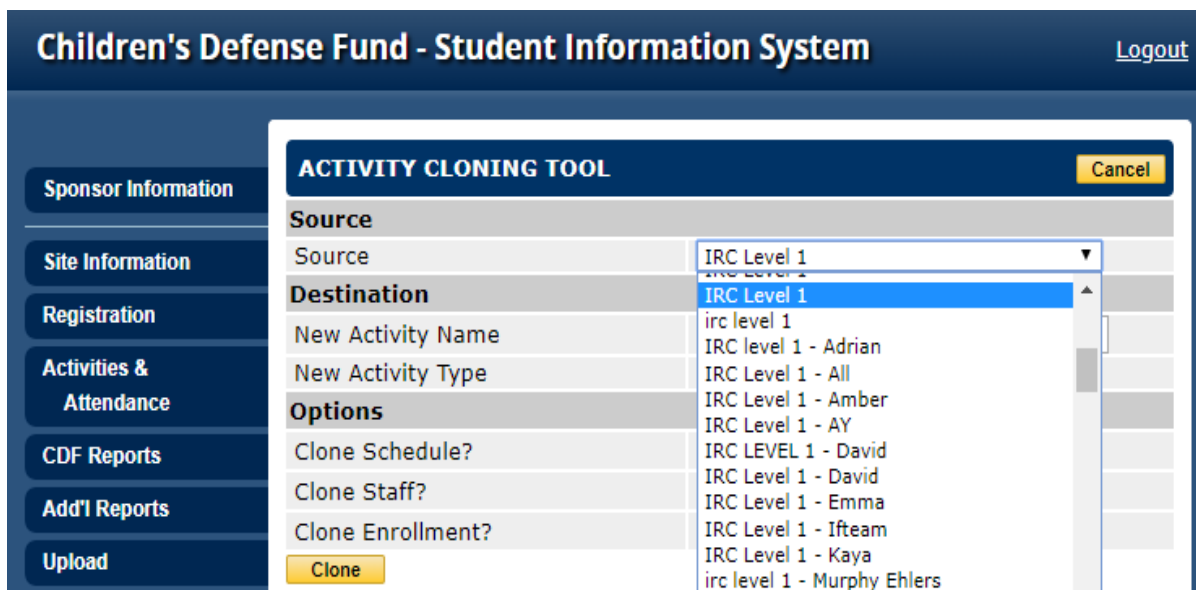 Children's Defense Fund - Student Information System
Logout
Sponsor Information
Site Information
Registration
Activities &
Attendance
CDF Reports
Add'l Reports
Upload
ACTIVITY CLONING TOOL
Cancel
Source
Source
IRC Level 1
Destination
New Activity Name
New Activity Type
Options
Clone Schedule?
Clone Staff?
Clone Enrollment?
Clone
IRC Level 1
IRC Level 1
irc level 1
IRC level 1 - Adrian
IRC Level 1 - All
IRC Level 1 - Amber
IRC Level 1 - AY
IRC LEVEL 1 - David
IRC Level 1 - David
IRC Level 1 - Emma
IRC Level 1 - Ifteam
IRC Level 1 - Kaya
irc level 1 - Murphy Ehlers